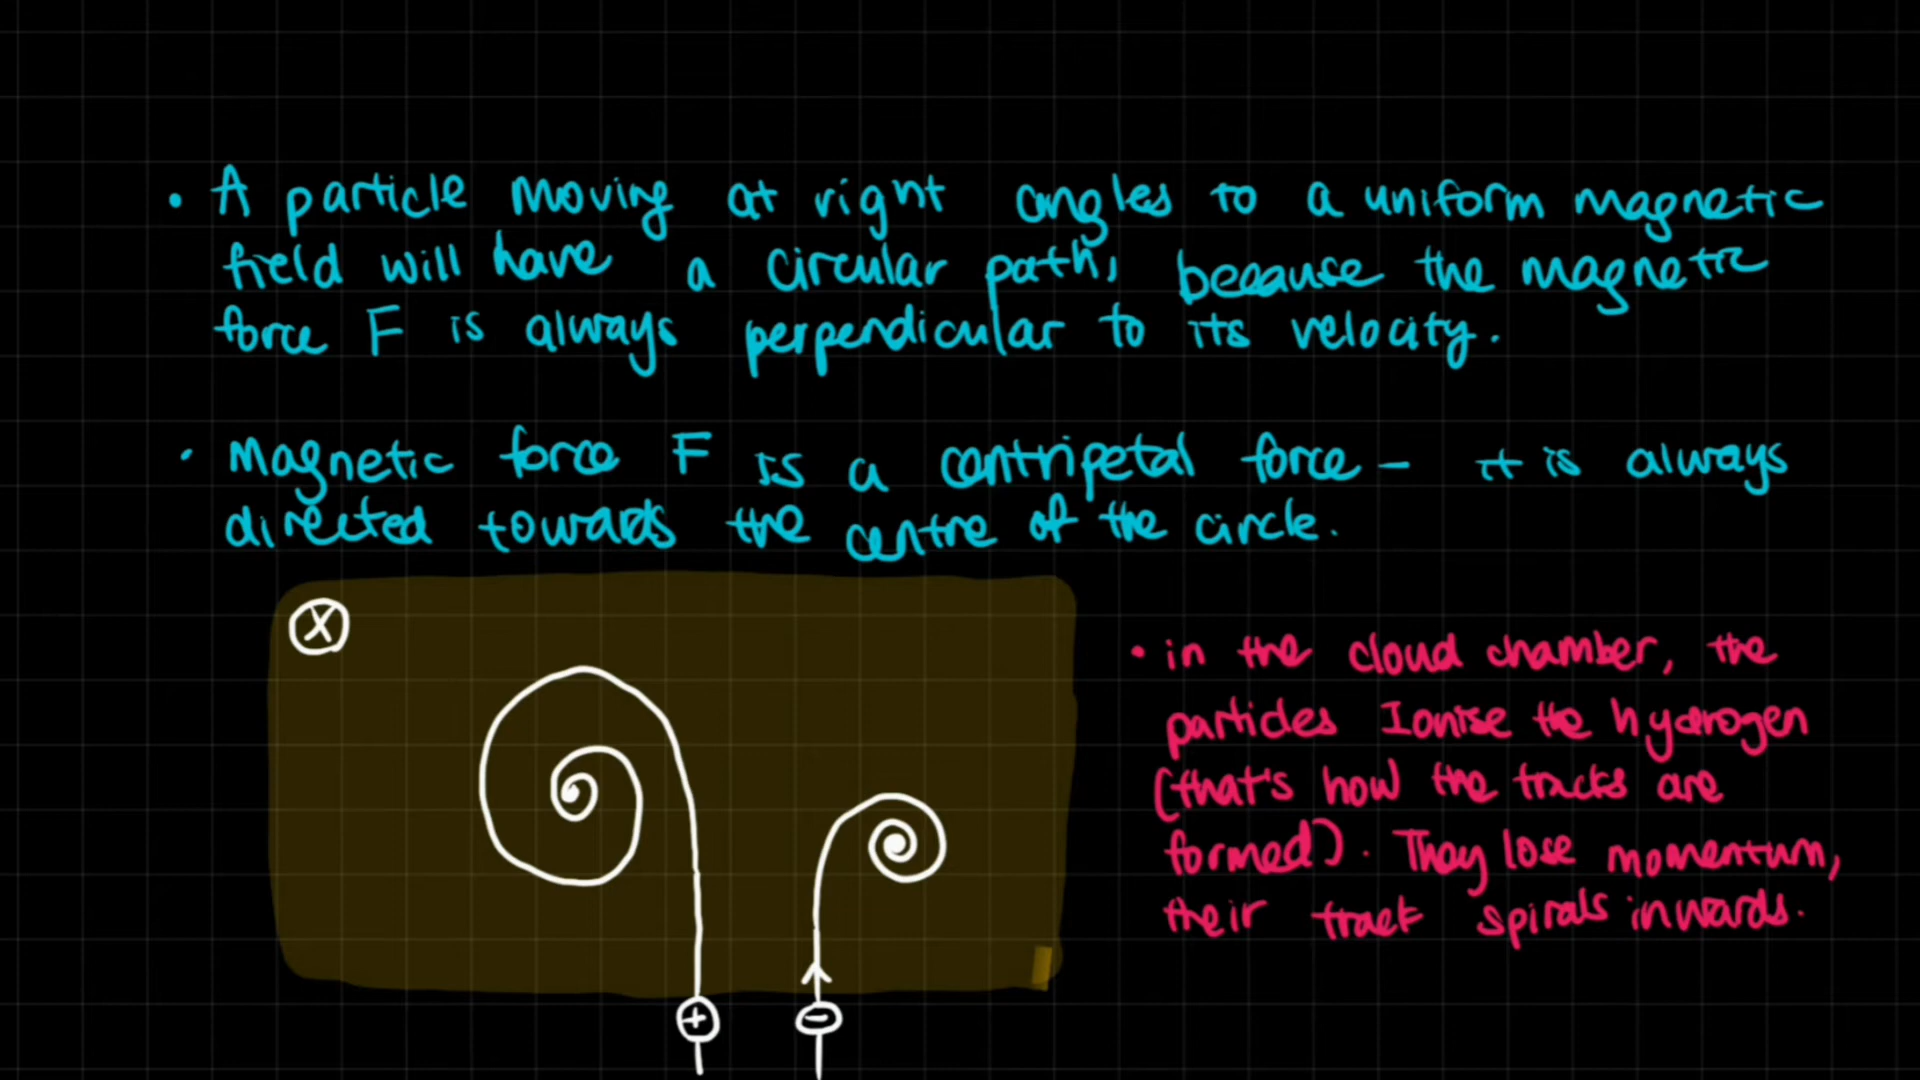 • A particle moving at right angles to a uniform magnetic
field will have a circular path, because the magnetic
force F is always perpendicular to its velocity.
• Magnetic force F is a centripetal force - it is always
directed towards the centre of the circle.
X
• in the cloud chamber, the
particles Ionise the hydrogen
(that's how the tracks are
formed). They lose momentum,
their track spirals inwards.
+ −